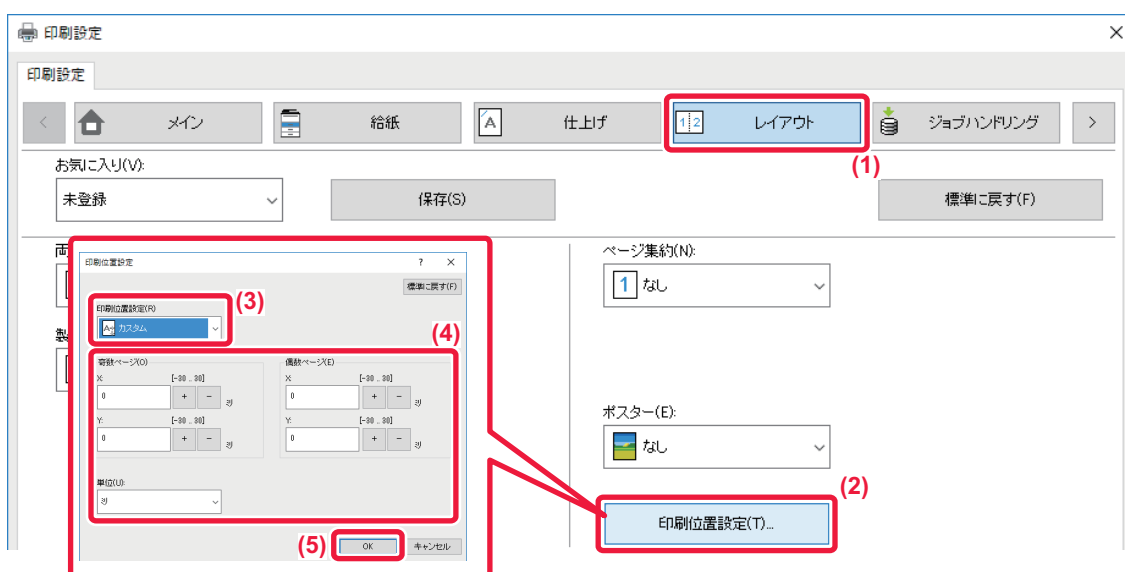 印刷設定
印刷設定
メイン
給紙
A
仕上げ
1 2
レイアウト
ジョブハンドリング
(1)
お気に入り(V):
未登録
保存(S)
標準に戻す(F)
両
製
印刷位置設定
? ×
標準に戻す(F)
印刷位置設定(R)
カスタム
(3)
(4)
奇数ページ(O)
X:
[-30 .. 30]
0
+ -
ミリ
Y:
[-30 .. 30]
0
+ -
ミリ
偶数ページ(E)
X:
[-30 .. 30]
0
+ -
ミリ
Y:
[-30 .. 30]
0
+ -
ミリ
単位(U):
ミリ
(5)
OK
キャンセル
ページ集約(N):
1 なし
ポスター(E):
なし
(2)
印刷位置設定(T)...